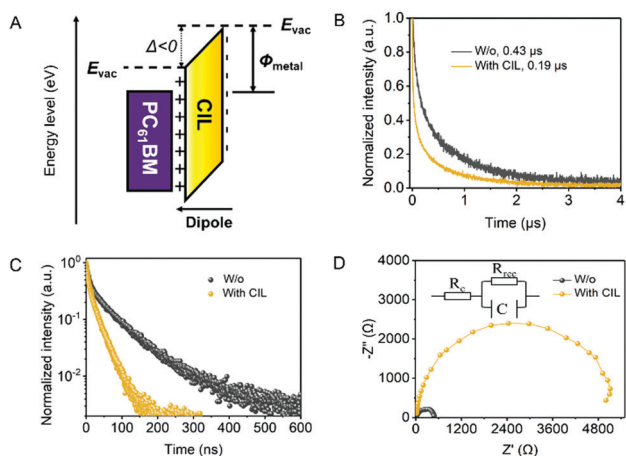 A
Energy level (eV)
E_vac
Δ<0
E_vac
Φ_metal
PC₆₁BM
CIL
+ + + + + + + +
- - - - - - - -
Dipole
B
Normalized intensity (a.u.)
1.0
0.8
0.6
0.4
0.2
0.0
W/o, 0.43 μs
With CIL, 0.19 μs
0 1 2 3 4
Time (μs)
C
Normalized intensity (a.u.)
10⁰
10⁻¹
10⁻²
W/o
With CIL
0 100 200 300 400 500 600
Time (ns)
D
-Z" (Ω)
4000
3000
2000
1000
0
R_rec
R_s
C
W/o
With CIL
0 1200 2400 3600 4800
Z' (Ω)